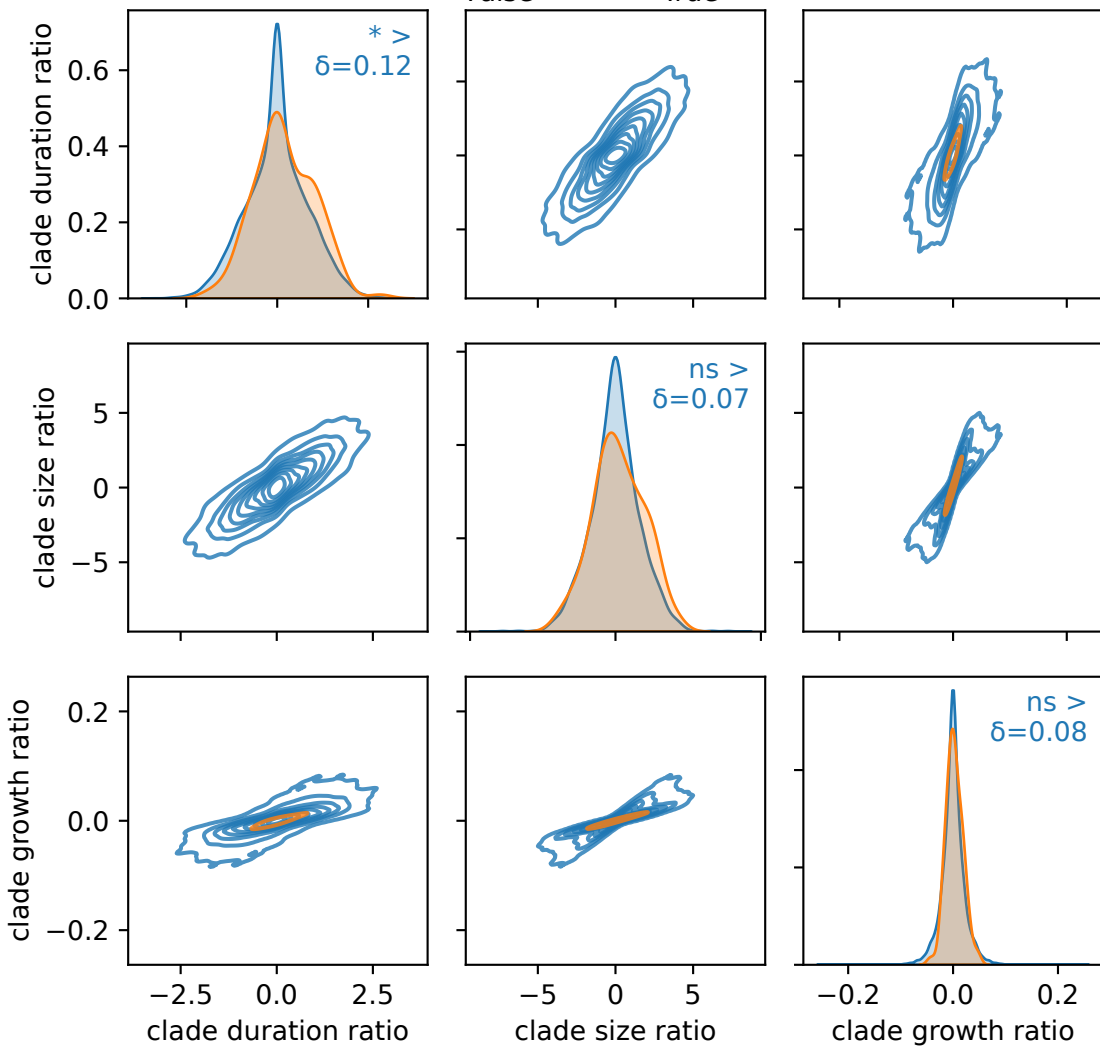 * >
δ=0.12
0.6
0.4
0.2
0.0
clade duration ratio
ns >
δ=0.07
5
0
−5
clade size ratio
ns >
δ=0.08
0.2
0.0
−0.2
clade growth ratio
−2.5 0.0 2.5
−5 0 5
−0.2 0.0 0.2
clade duration ratio
clade size ratio
clade growth ratio